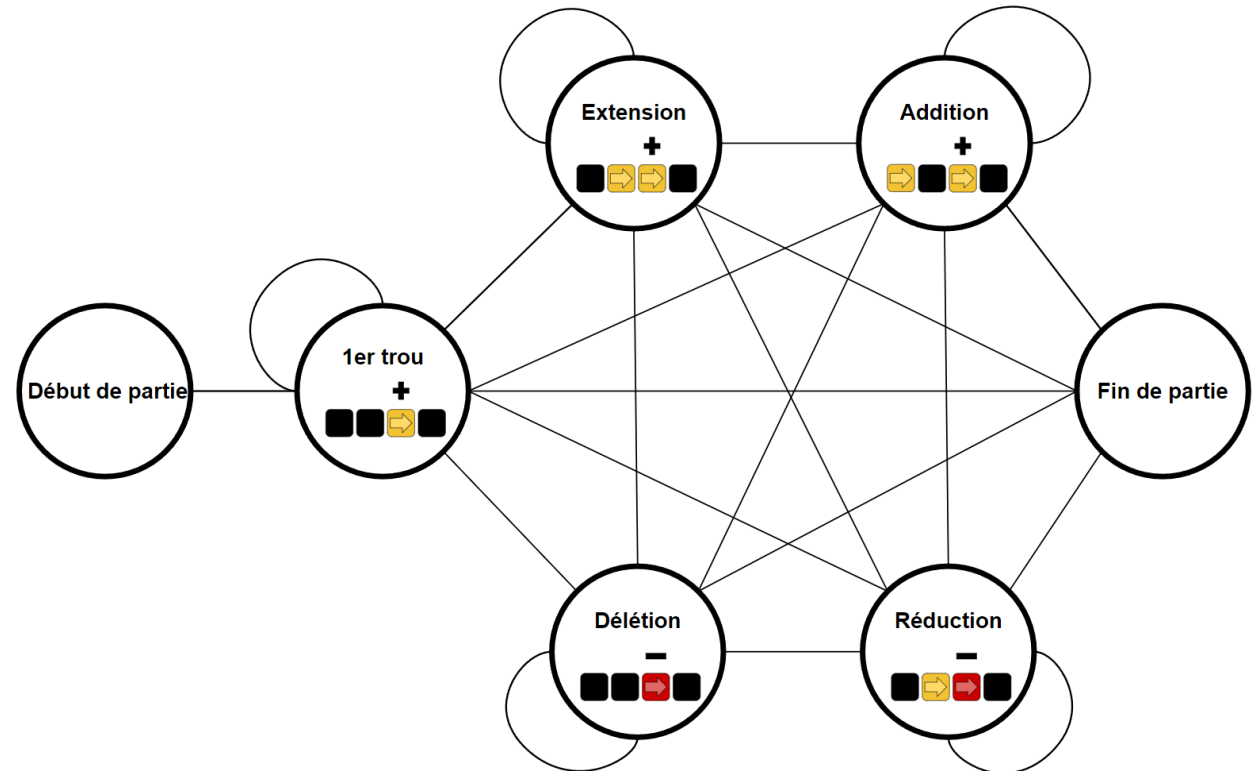 Extension
+
Addition
+
1er trou
+
Début de partie
Fin de partie
Délétion
-
Réduction
-